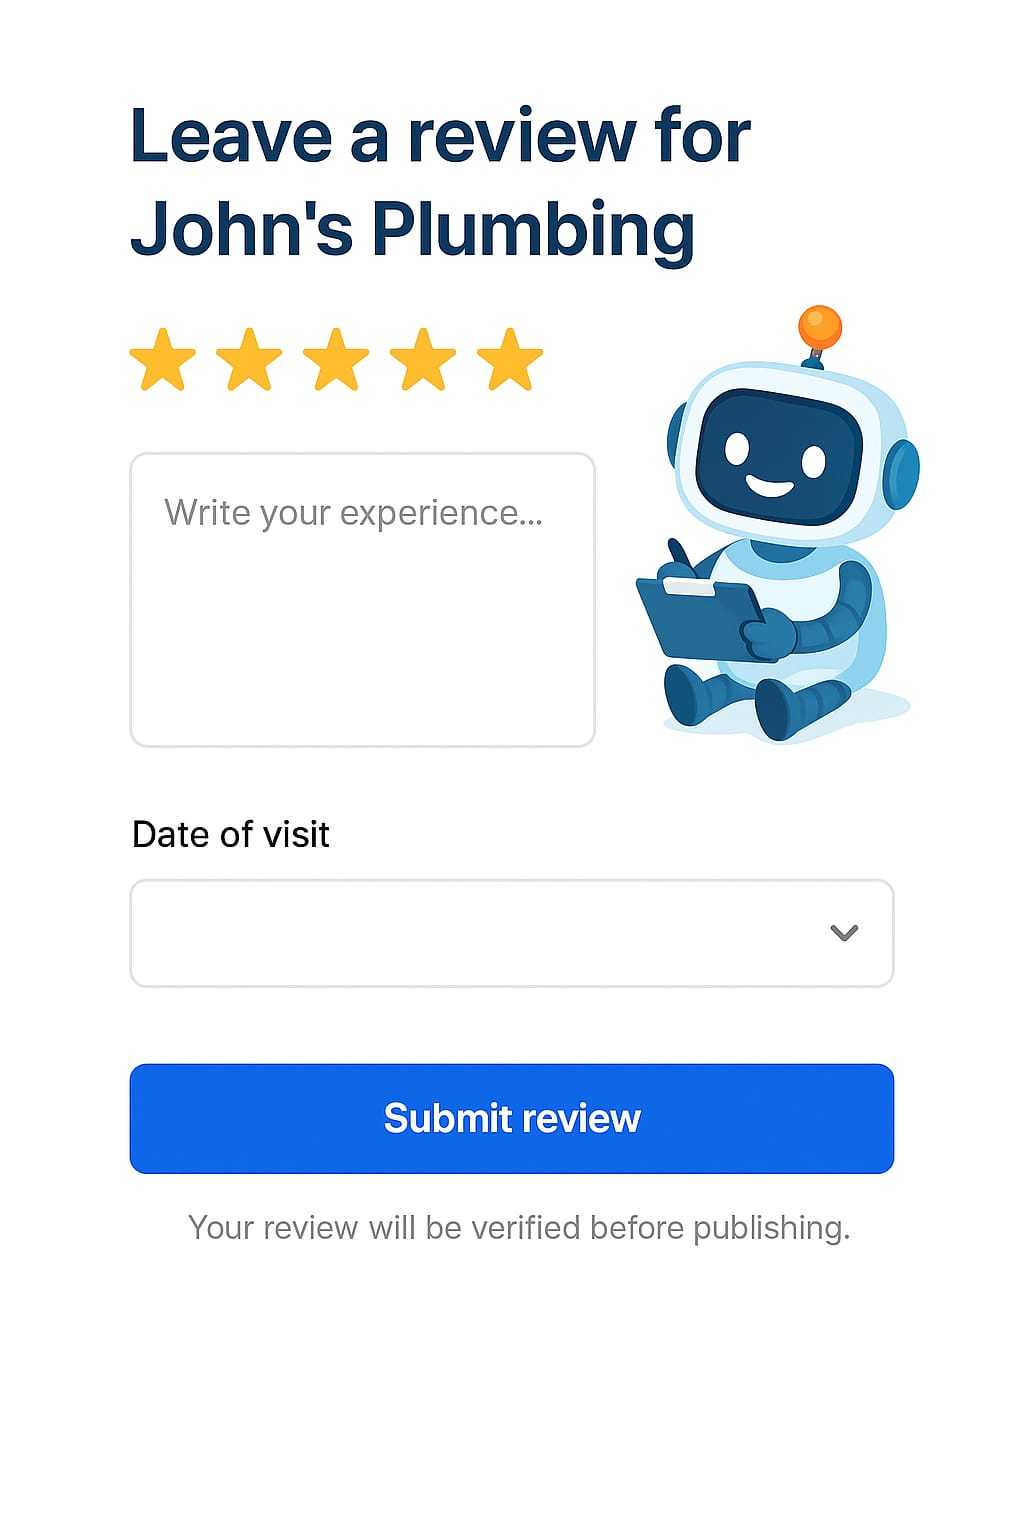 Leave a review for
John's Plumbing
Write your experience...
Date of visit
Submit review
Your review will be verified before publishing.